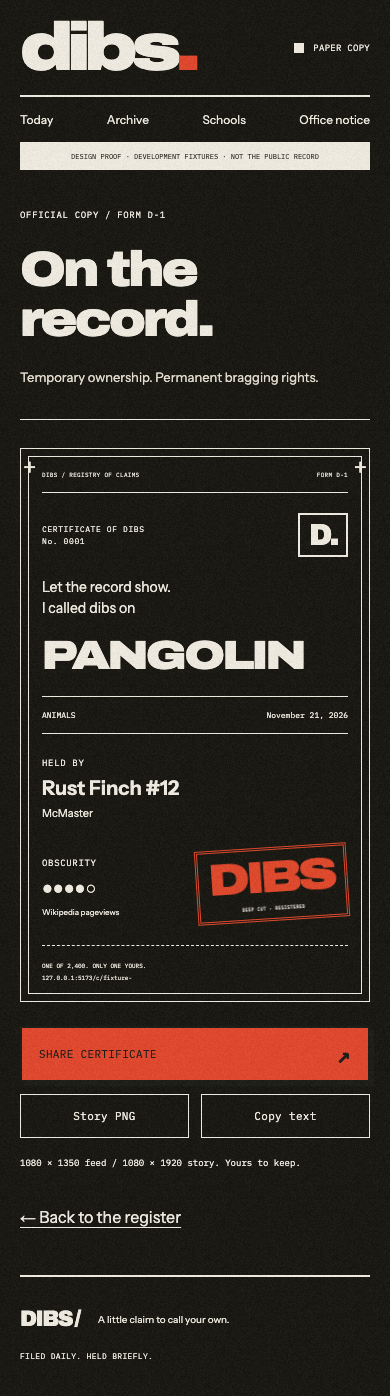 dibs.
PAPER COPY
Today Archive Schools Office notice
DESIGN PROOF · DEVELOPMENT FIXTURES · NOT THE PUBLIC RECORD
OFFICIAL COPY / FORM D-1
On the
record.
Temporary ownership. Permanent bragging rights.
DIBS / REGISTRY OF CLAIMS FORM D-1
CERTIFICATE OF DIBS
No. 0001
D.
Let the record show.
I called dibs on
PANGOLIN
ANIMALS November 21, 2026
HELD BY
Rust Finch #12
McMaster
OBSCURITY
Wikipedia pageviews
DIBS
DEEP CUT · REGISTERED
ONE OF 2,400. ONLY ONE YOURS.
127.0.0.1:5173/c/fixture-
SHARE CERTIFICATE ↗
Story PNG Copy text
1080 × 1350 feed / 1080 × 1920 story. Yours to keep.
← Back to the register
DIBS/ A little claim to call your own.
FILED DAILY. HELD BRIEFLY.